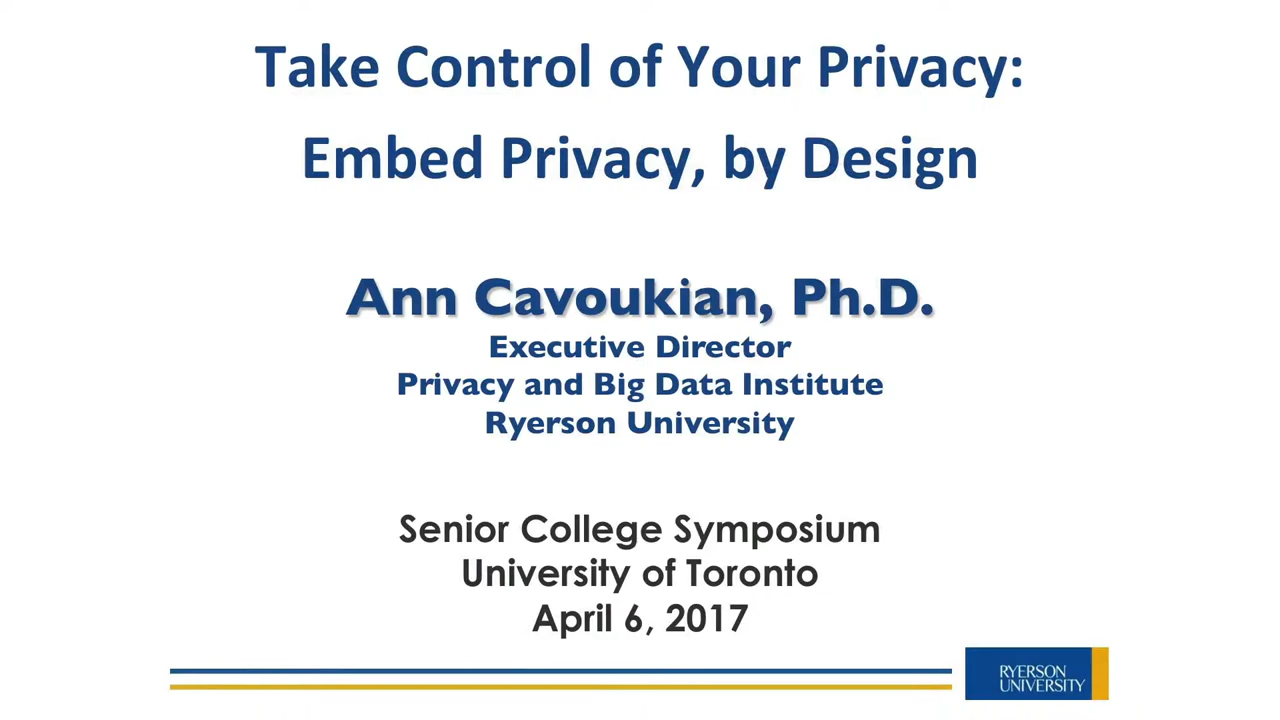 Take Control of Your Privacy:
Embed Privacy, by Design
Ann Cavoukian, Ph.D.
Executive Director
Privacy and Big Data Institute
Ryerson University
Senior College Symposium
University of Toronto
April 6, 2017
RYERSON
UNIVERSITY